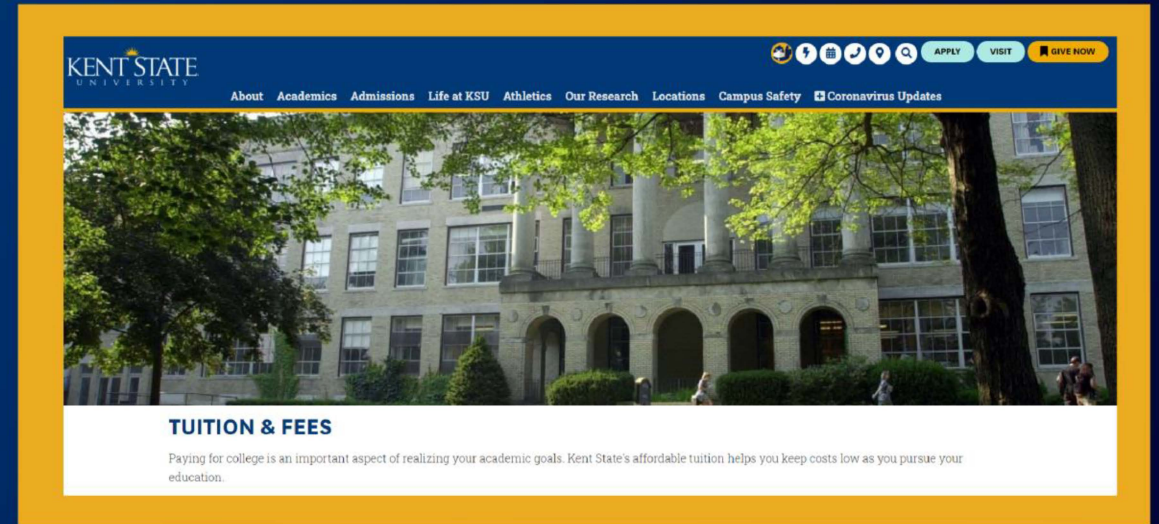 KENT STATE
UNIVERSITY
APPLY VISIT GIVE NOW
About Academics Admissions Life at KSU Athletics Our Research Locations Campus Safety Coronavirus Updates
TUITION & FEES
Paying for college is an important aspect of realizing your academic goals. Kent State's affordable tuition helps you keep costs low as you pursue your
education.